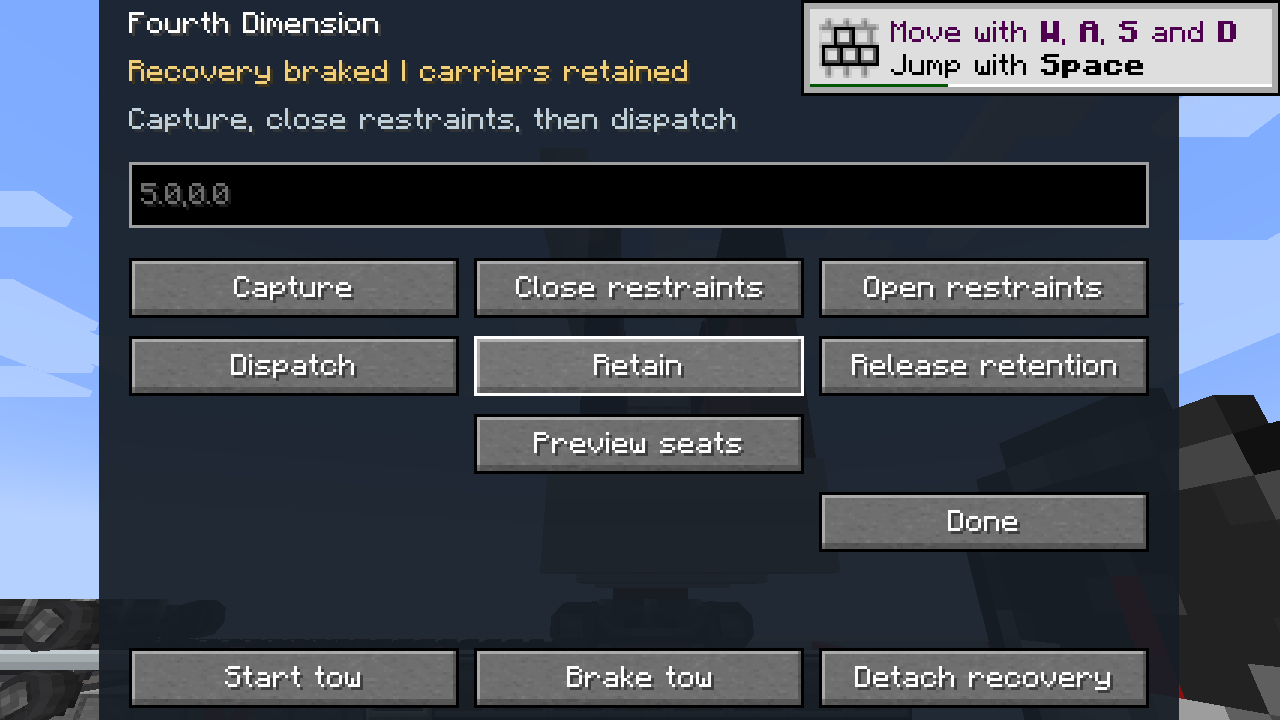 Fourth Dimension
Recovery braked | carriers retained
Capture, close restraints, then dispatch
Move with W, A, S and D
Jump with Space
5.0,0.0
Capture
Close restraints
Open restraints
Dispatch
Retain
Release retention
Preview seats
Done
Start tow
Brake tow
Detach recovery